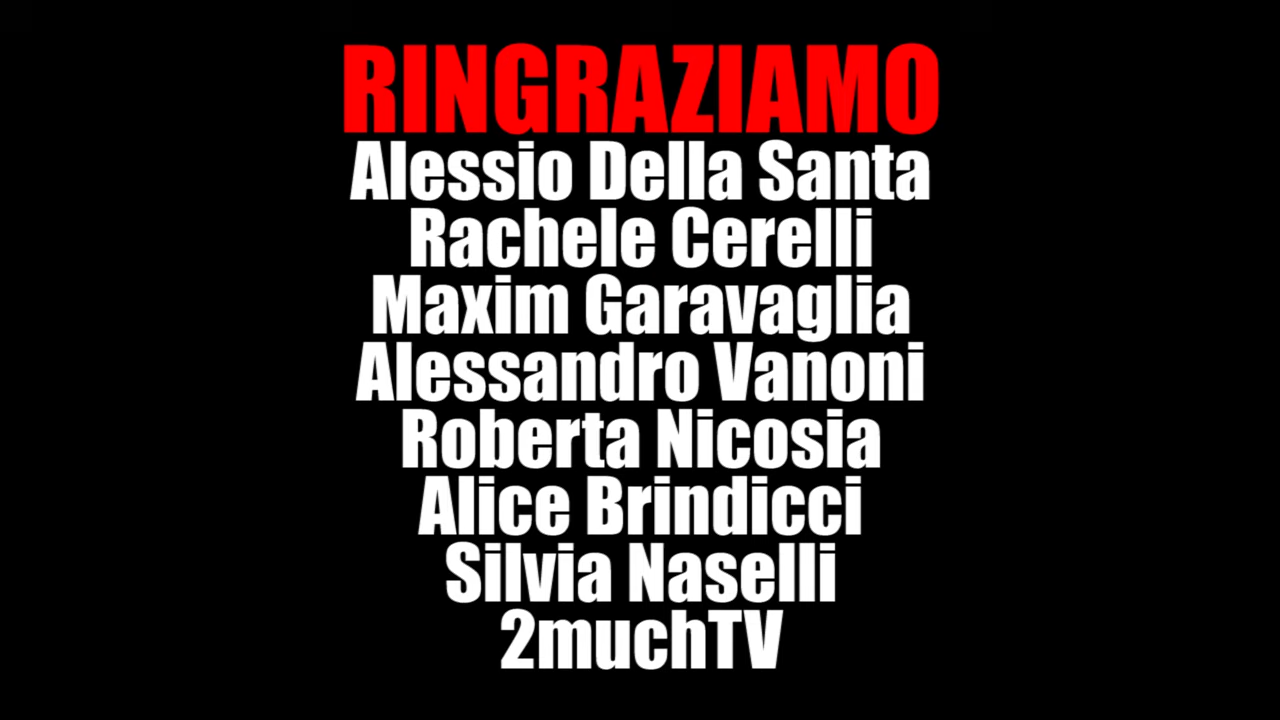 RINGRAZIAMO
Alessio Della Santa
Rachele Cerelli
Maxim Garavaglia
Alessandro Vanoni
Roberta Nicosia
Alice Brindicci
Silvia Naselli
2muchTV